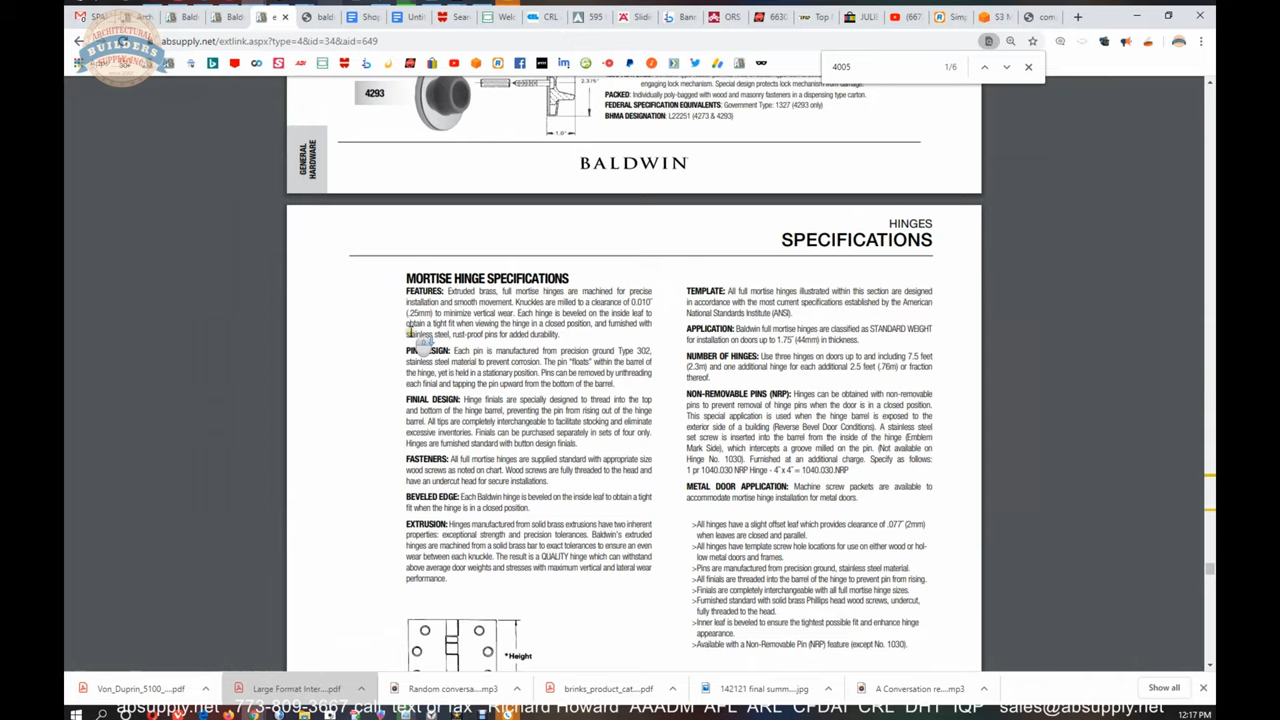 SPA
Arch
Baldv
Baldv
e
baldv
Shop
Untit
Sear
Welc
CRL -
595 f
Slidi
Band
ORS
6630
Top 1
JULIE
(667
Simp
S3 M
com
absupply.net/extlink.aspx?type=4&id=34&aid=649
4005
1/6
ARCHITECTURAL
BUILDERS
SUPPLY INC.
engaging lock mechanism. Special design protects lock mechanism from damage.
PACKED: Individually poly-bagged with wood and masonry fasteners in a dispensing type carton.
FEDERAL SPECIFICATION EQUIVALENTS: Government Type: 1327 (4293 only)
BHMA DESIGNATION: L22251 (4273 & 4293)
4293
2.375"
1.0"
GENERAL
HARDWARE
BALDWIN
HINGES
SPECIFICATIONS
MORTISE HINGE SPECIFICATIONS
FEATURES: Extruded brass, full mortise hinges are machined for precise
installation and smooth movement. Knuckles are milled to a clearance of 0.010"
(.25mm) to minimize vertical wear. Each hinge is beveled on the inside leaf to
obtain a tight fit when viewing the hinge in a closed position, and furnished with
stainless steel, rust-proof pins for added durability.
PIN DESIGN: Each pin is manufactured from precision ground Type 302,
stainless steel material to prevent corrosion. The pin "floats" within the barrel of
the hinge, yet is held in a stationary position. Pins can be removed by unthreading
each finial and tapping the pin upward from the bottom of the barrel.
FINIAL DESIGN: Hinge finials are specially designed to thread into the top
and bottom of the hinge barrel, preventing the pin from rising out of the hinge
barrel. All tips are completely interchangeable to facilitate stocking and eliminate
excessive inventories. Finials can be purchased separately in sets of four only.
Hinges are furnished standard with button design finials.
FASTENERS: All full mortise hinges are supplied standard with appropriate size
wood screws as noted on chart. Wood screws are fully threaded to the head and
have an undercut head for secure installations.
BEVELED EDGE: Each Baldwin hinge is beveled on the inside leaf to obtain a tight
fit when the hinge is in a closed position.
EXTRUSION: Hinges manufactured from solid brass extrusions have two inherent
properties: exceptional strength and precision tolerances. Baldwin's extruded
hinges are machined from a solid brass bar to exact tolerances to ensure an even
wear between each knuckle. The result is a QUALITY hinge which can withstand
above average door weights and stresses with maximum vertical and lateral wear
performance.
*Height
TEMPLATE: All full mortise hinges illustrated within this section are designed
in accordance with the most current specifications established by the American
National Standards Institute (ANSI).
APPLICATION: Baldwin full mortise hinges are classified as STANDARD WEIGHT
for installation on doors up to 1.75" (44mm) in thickness.
NUMBER OF HINGES: Use three hinges on doors up to and including 7.5 feet
(2.3m) and one additional hinge for each additional 2.5 feet (.76m) or fraction
thereof.
NON-REMOVABLE PINS (NRP): Hinges can be obtained with non-removable
pins to prevent removal of hinge pins when the door is in a closed position.
This special application is used when the hinge barrel is exposed to the
exterior side of a building (Reverse Bevel Door Conditions). A stainless steel
set screw is inserted into the barrel from the inside of the hinge (Emblem
Mark Side), which intercepts a groove milled on the pin. (Not available on
Hinge No. 1030). Furnished at an additional charge. Specify as follows:
1 pr 1040.030 NRP Hinge - 4" x 4" = 1040.030.NRP
METAL DOOR APPLICATION: Machine screw packets are available to
accommodate mortise hinge installation for metal doors.
>All hinges have a slight offset leaf which provides clearance of .077" (2mm)
when leaves are closed and parallel.
>All hinges have template screw hole locations for use on either wood or hol-
low metal doors and frames.
>Pins are manufactured from precision ground, stainless steel material.
>All finials are threaded into the barrel of the hinge to prevent pin from rising.
>Finials are completely interchangeable with all full mortise hinge sizes.
>Furnished standard with solid brass Phillips head wood screws, undercut,
fully threaded to the head.
>Inner leaf is beveled to ensure the tightest possible fit and enhance hinge
appearance.
>Available with a Non-Removable Pin (NRP) feature (except No. 1030).
Von_Duprin_5100_....pdf
Large Format Inter....pdf
Random conversa....mp3
brinks_product_cat....pdf
142121 final summ....jpg
A Conversation re....mp3
Show all
absupply.net 773-809-3667 call, text or fax Richard Howard AAADM AFL ARL CFDAI CRL DHT IQP sales@absupply.net
12:17 PM